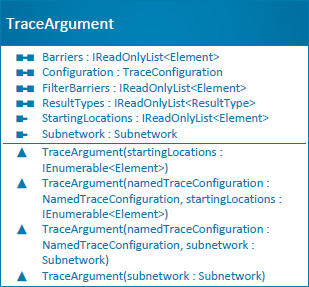 TraceArgument
Barriers : IReadOnlyList<Element>
Configuration : TraceConfiguration
FilterBarriers : IReadOnlyList<Element>
ResultTypes : IReadOnlyList<ResultType>
StartingLocations : IReadOnlyList<Element>
Subnetwork : Subnetwork
TraceArgument(startingLocations :
IEnumerable<Element>)
TraceArgument(namedTraceConfiguration :
NamedTraceConfiguration, startingLocations :
IEnumerable<Element>)
TraceArgument(namedTraceConfiguration :
NamedTraceConfiguration, subnetwork :
Subnetwork)
TraceArgument(subnetwork : Subnetwork)